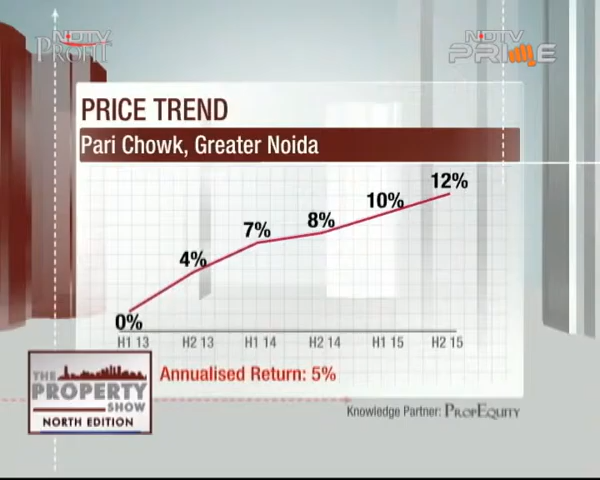 NDTV
PROFIT
NDTV
PRIME
PRICE TREND
Pari Chowk, Greater Noida
0%
4%
7%
8%
10%
12%
H1 13
H2 13
H1 14
H2 14
H1 15
H2 15
THE
PROPERTY
SHOW
NORTH EDITION
Annualised Return: 5%
Knowledge Partner: PROPEQUITY